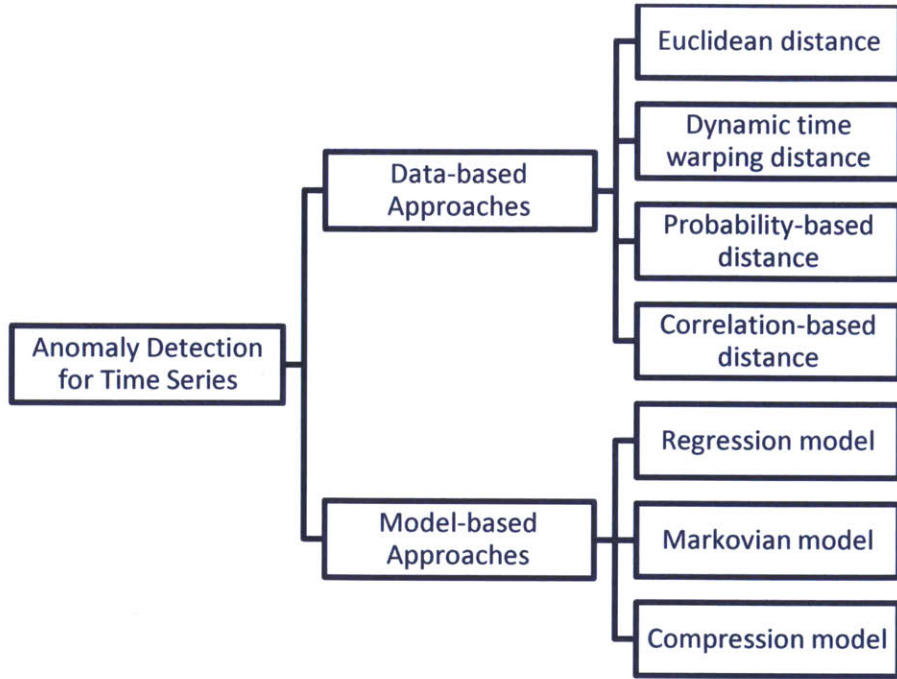 Euclidean distance
Dynamic time
warping distance
Data-based
Approaches
Probability-based
distance
Correlation-based
distance
Anomaly Detection
for Time Series
Regression model
Model-based
Approaches
Markovian model
Compression model